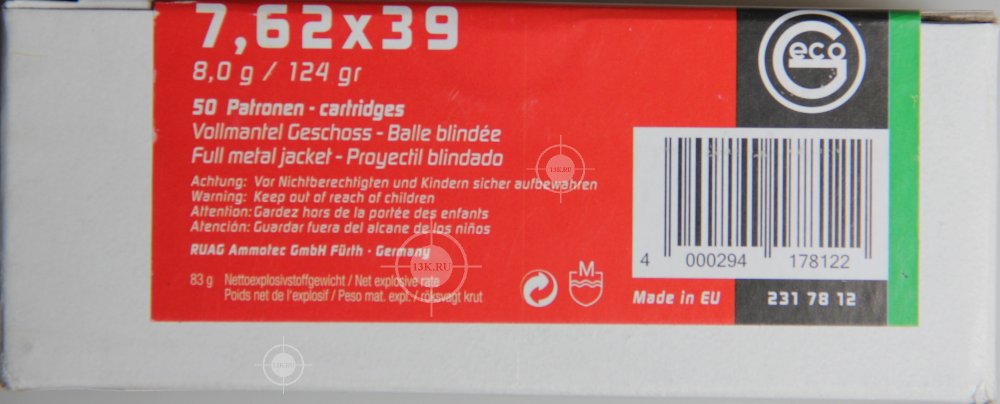 7,62x39
8,0 g / 124 gr
50 Patronen - cartridges
Vollmantel Geschoss - Balle blindée
Full metal jacket - Proyectil blindado
Achtung: Vor Nichtberechtigten und Kindern sicher aufbewahren
Warning: Keep out of reach of children
Attention: Gardez hors de la portée des enfants
Atención: Guardar fuera del alcane de los niños
RUAG Ammotec GmbH Fürth · Germany
83 g Nettoexplosivstoffgewicht / Net explosive rate
Poids net de l'explosif / Peso mat. expl. / röksvagt krut
M
Geco
4 000294 178122
Made in EU
231 78 12
13K.RU
13K.RU
13K.RU